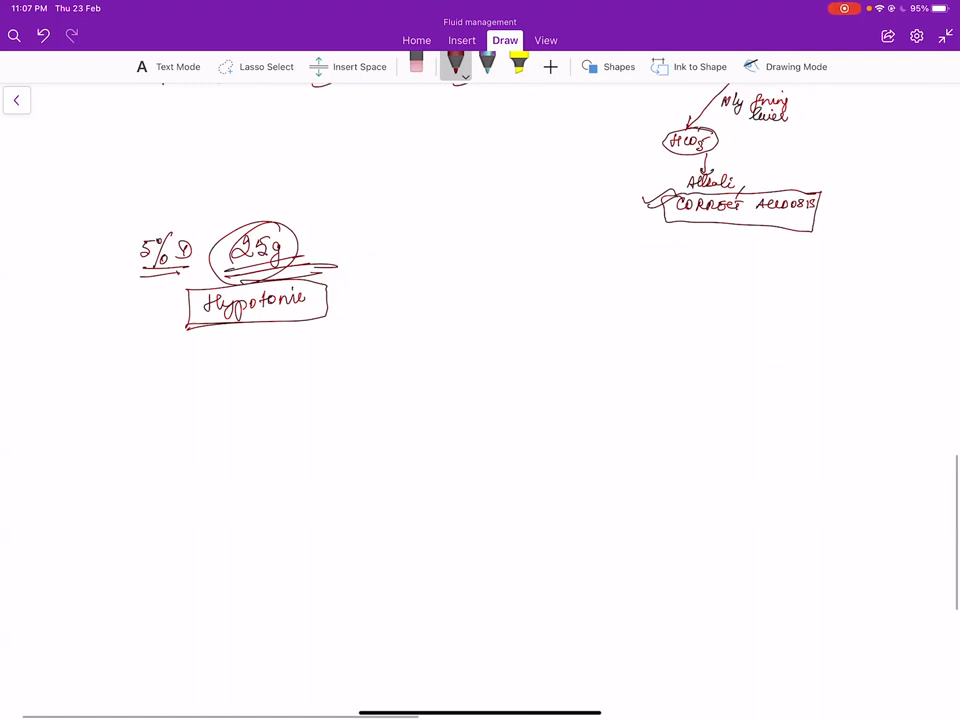 11:07 PM Thu 23 Feb
95%
Fluid management
Home Insert Draw View
Text Mode Lasso Select Insert Space Shapes Ink to Shape Drawing Mode
level
HCO3
Alkali
CORRECT ACIDOSIS
5% D 25g
Hypotonic